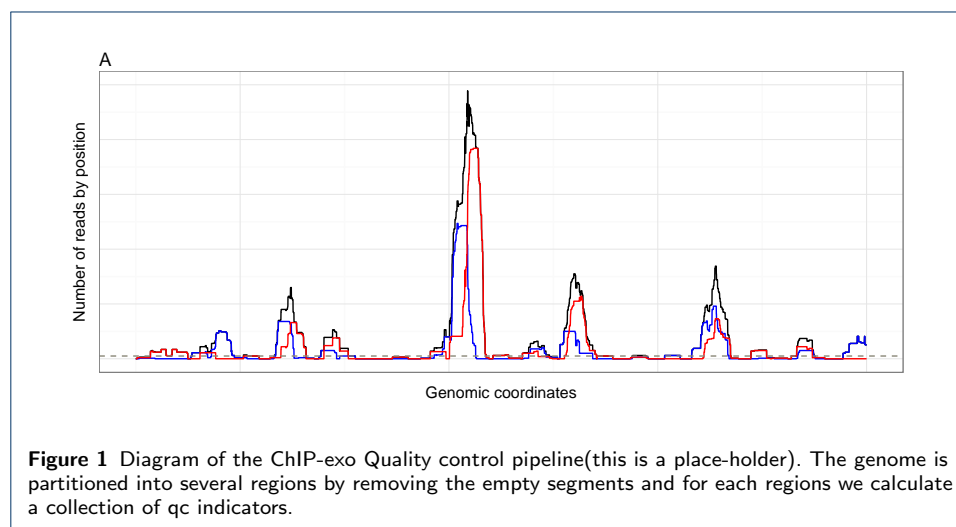 A
Number of reads by position
Genomic coordinates
Figure 1 Diagram of the ChIP-exo Quality control pipeline(this is a place-holder). The genome is
partitioned into several regions by removing the empty segments and for each regions we calculate
a collection of qc indicators.